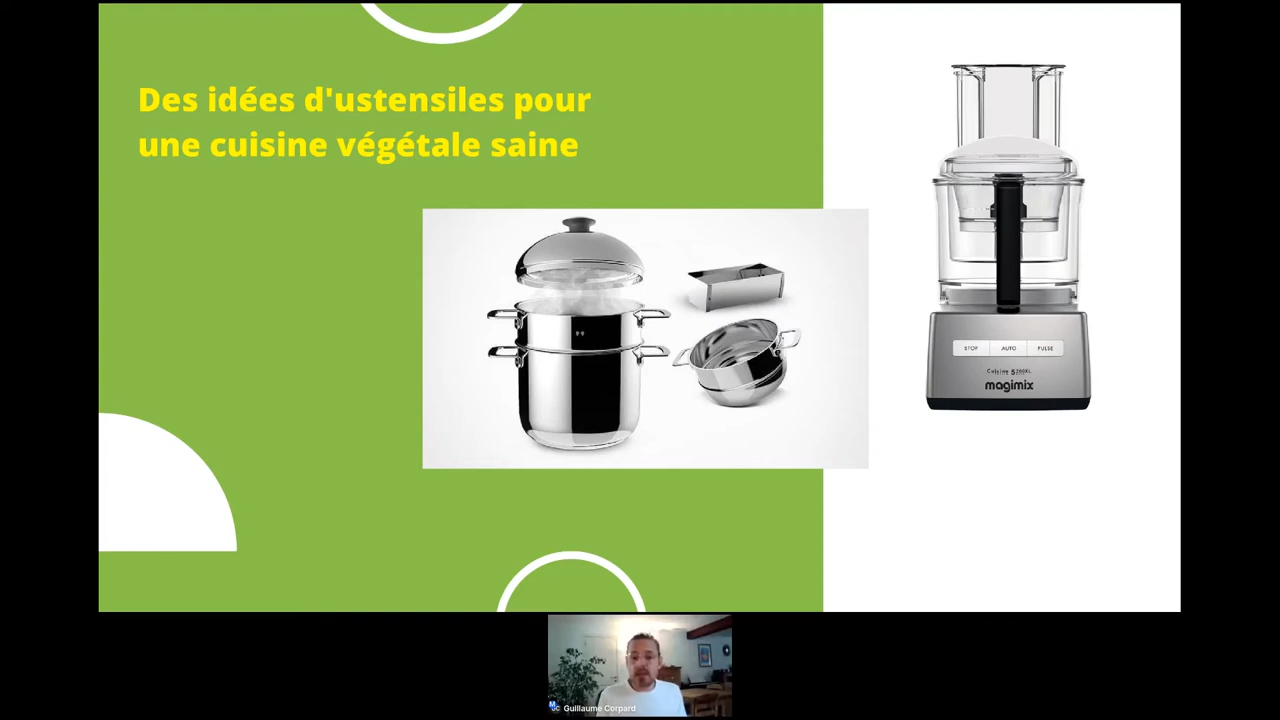 Des idées d'ustensiles pour
une cuisine végétale saine
STOP AUTO PULSE
Cuisine 5200XL
magimix
Guillaume Corpard